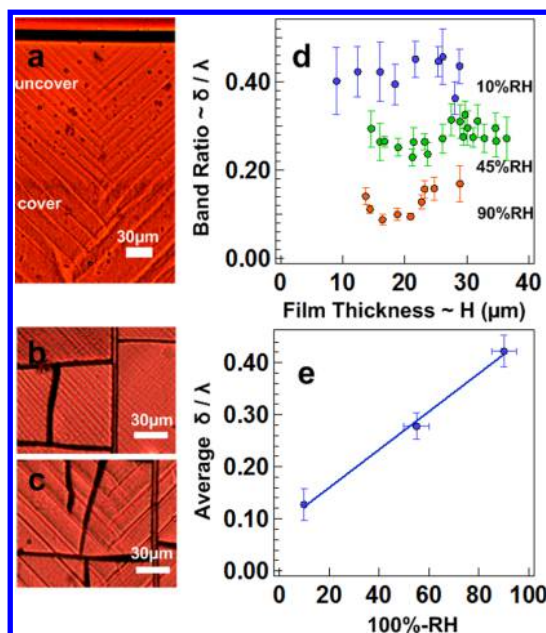 a
uncover
cover
30µm
b
30µm
c
30µm
d
Band Ratio ~ δ / λ
0.40
0.20
0.00
10%RH
45%RH
90%RH
0 10 20 30 40
Film Thickness ~ H (µm)
e
Average δ / λ
0.40
0.30
0.20
0.10
0.00
0 20 40 60 80 100
100%-RH